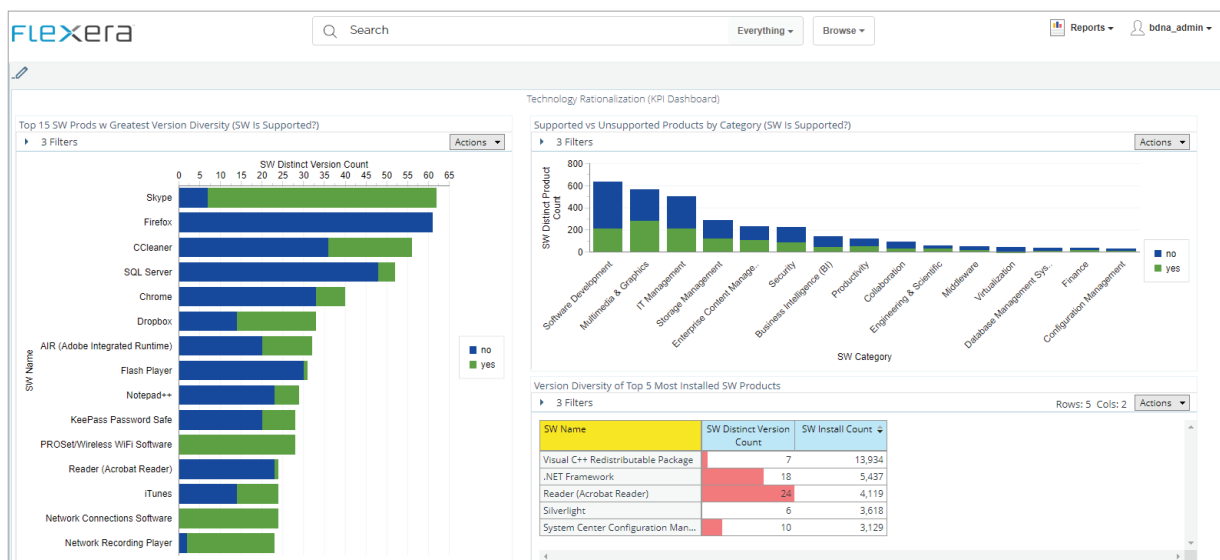 FLEXera
Search
Everything
Browse
Reports
bdna_admin
Technology Rationalization (KPI Dashboard)
Top 15 SW Prods w Greatest Version Diversity (SW Is Supported?)
3 Filters
Actions
SW Distinct Version Count
0 5 10 15 20 25 30 35 40 45 50 55 60 65
SW Name
Skype
Firefox
CCleaner
SQL Server
Chrome
Dropbox
AIR (Adobe Integrated Runtime)
Flash Player
Notepad++
KeePass Password Safe
PROSet/Wireless WiFi Software
Reader (Acrobat Reader)
iTunes
Network Connections Software
Network Recording Player
no
yes
Supported vs Unsupported Products by Category (SW Is Supported?)
3 Filters
Actions
SW Distinct Product
Count
800
600
400
200
0
Software Development
Multimedia & Graphics
IT Management
Storage Management
Enterprise Content Manage..
Security
Business Intelligence (BI)
Productivity
Collaboration
Engineering & Scientific
Middleware
Virtualization
Database Management Sys..
Finance
Configuration Management
SW Category
no
yes
Version Diversity of Top 5 Most Installed SW Products
3 Filters
Rows: 5 Cols: 2
Actions
SW Name SW Distinct Version Count SW Install Count
Visual C++ Redistributable Package 7 13,934
.NET Framework 18 5,437
Reader (Acrobat Reader) 24 4,119
Silverlight 6 3,618
System Center Configuration Man... 10 3,129